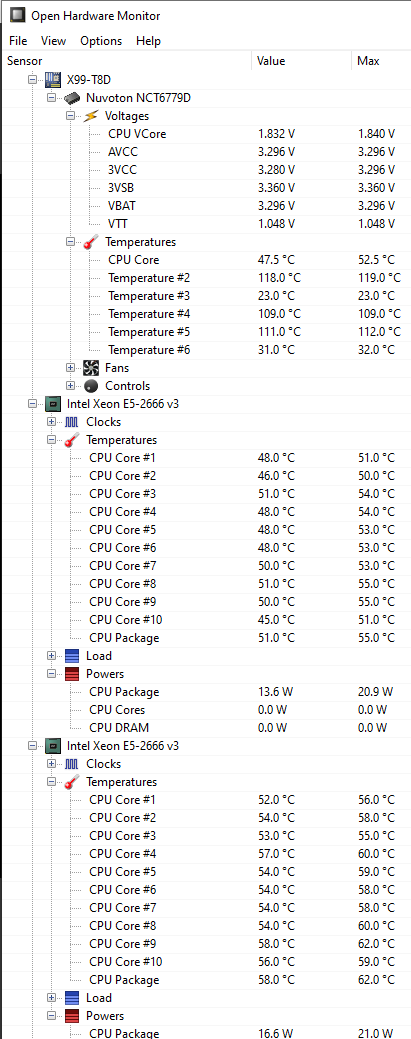 Open Hardware Monitor
File View Options Help
Sensor Value Max
X99-T8D
Nuvoton NCT6779D
Voltages
CPU VCore 1.832 V 1.840 V
AVCC 3.296 V 3.296 V
3VCC 3.280 V 3.296 V
3VSB 3.360 V 3.360 V
VBAT 3.296 V 3.296 V
VTT 1.048 V 1.048 V
Temperatures
CPU Core 47.5 °C 52.5 °C
Temperature #2 118.0 °C 119.0 °C
Temperature #3 23.0 °C 23.0 °C
Temperature #4 109.0 °C 109.0 °C
Temperature #5 111.0 °C 112.0 °C
Temperature #6 31.0 °C 32.0 °C
Fans
Controls
Intel Xeon E5-2666 v3
Clocks
Temperatures
CPU Core #1 48.0 °C 51.0 °C
CPU Core #2 46.0 °C 50.0 °C
CPU Core #3 51.0 °C 54.0 °C
CPU Core #4 48.0 °C 54.0 °C
CPU Core #5 48.0 °C 53.0 °C
CPU Core #6 48.0 °C 53.0 °C
CPU Core #7 50.0 °C 53.0 °C
CPU Core #8 51.0 °C 55.0 °C
CPU Core #9 50.0 °C 55.0 °C
CPU Core #10 45.0 °C 51.0 °C
CPU Package 51.0 °C 55.0 °C
Load
Powers
CPU Package 13.6 W 20.9 W
CPU Cores 0.0 W 0.0 W
CPU DRAM 0.0 W 0.0 W
Intel Xeon E5-2666 v3
Clocks
Temperatures
CPU Core #1 52.0 °C 56.0 °C
CPU Core #2 54.0 °C 58.0 °C
CPU Core #3 53.0 °C 55.0 °C
CPU Core #4 57.0 °C 60.0 °C
CPU Core #5 54.0 °C 59.0 °C
CPU Core #6 54.0 °C 58.0 °C
CPU Core #7 54.0 °C 58.0 °C
CPU Core #8 54.0 °C 60.0 °C
CPU Core #9 58.0 °C 62.0 °C
CPU Core #10 56.0 °C 59.0 °C
CPU Package 58.0 °C 62.0 °C
Load
Powers
CPU Package 16.6 W 21.0 W